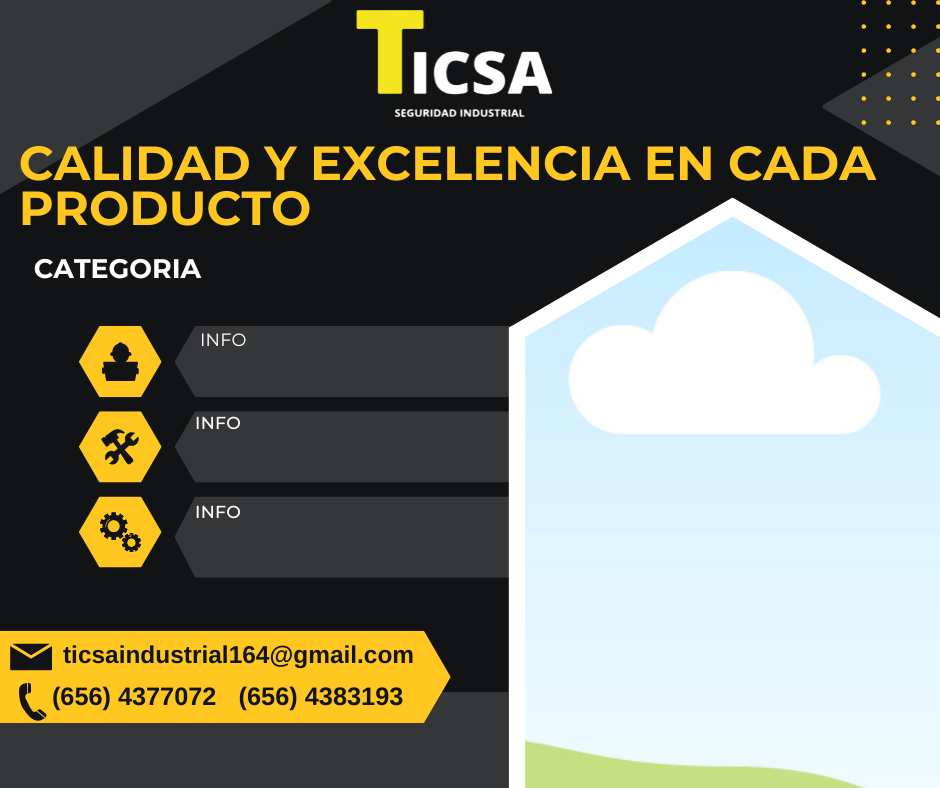 TICSA
SEGURIDAD INDUSTRIAL
CALIDAD Y EXCELENCIA EN CADA
PRODUCTO
CATEGORIA
INFO
INFO
INFO
ticsaindustrial164@gmail.com
(656) 4377072 (656) 4383193